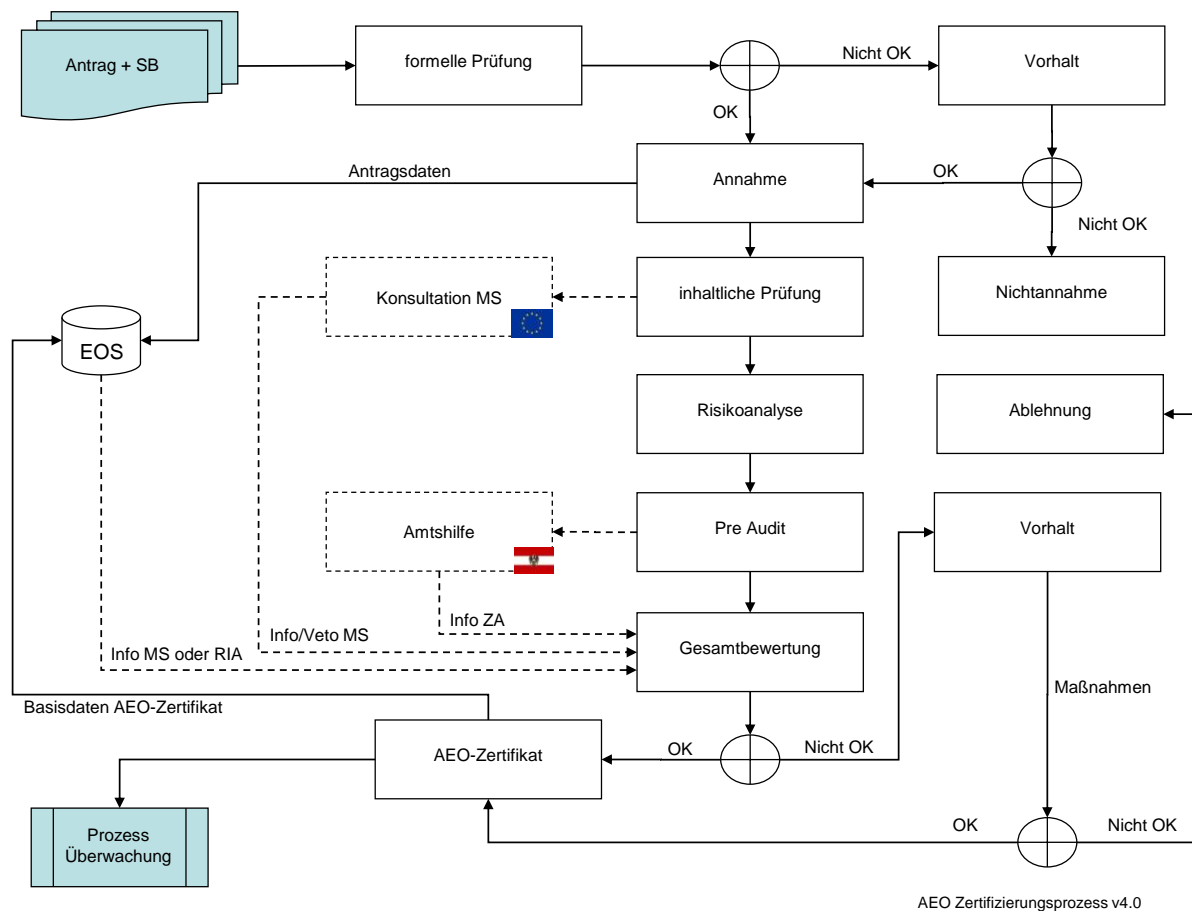 Antrag + SB
formelle Prüfung
Nicht OK
Vorhalt
OK
Antragsdaten
Annahme
OK
Nicht OK
Konsultation MS
inhaltliche Prüfung
Nichtannahme
EOS
Risikoanalyse
Ablehnung
Amtshilfe
Pre Audit
Vorhalt
Info ZA
Info/Veto MS
Info MS oder RIA
Gesamtbewertung
Maßnahmen
Basisdaten AEO-Zertifikat
AEO-Zertifikat
OK
Nicht OK
Prozess
Überwachung
OK
Nicht OK
AEO Zertifizierungsprozess v4.0